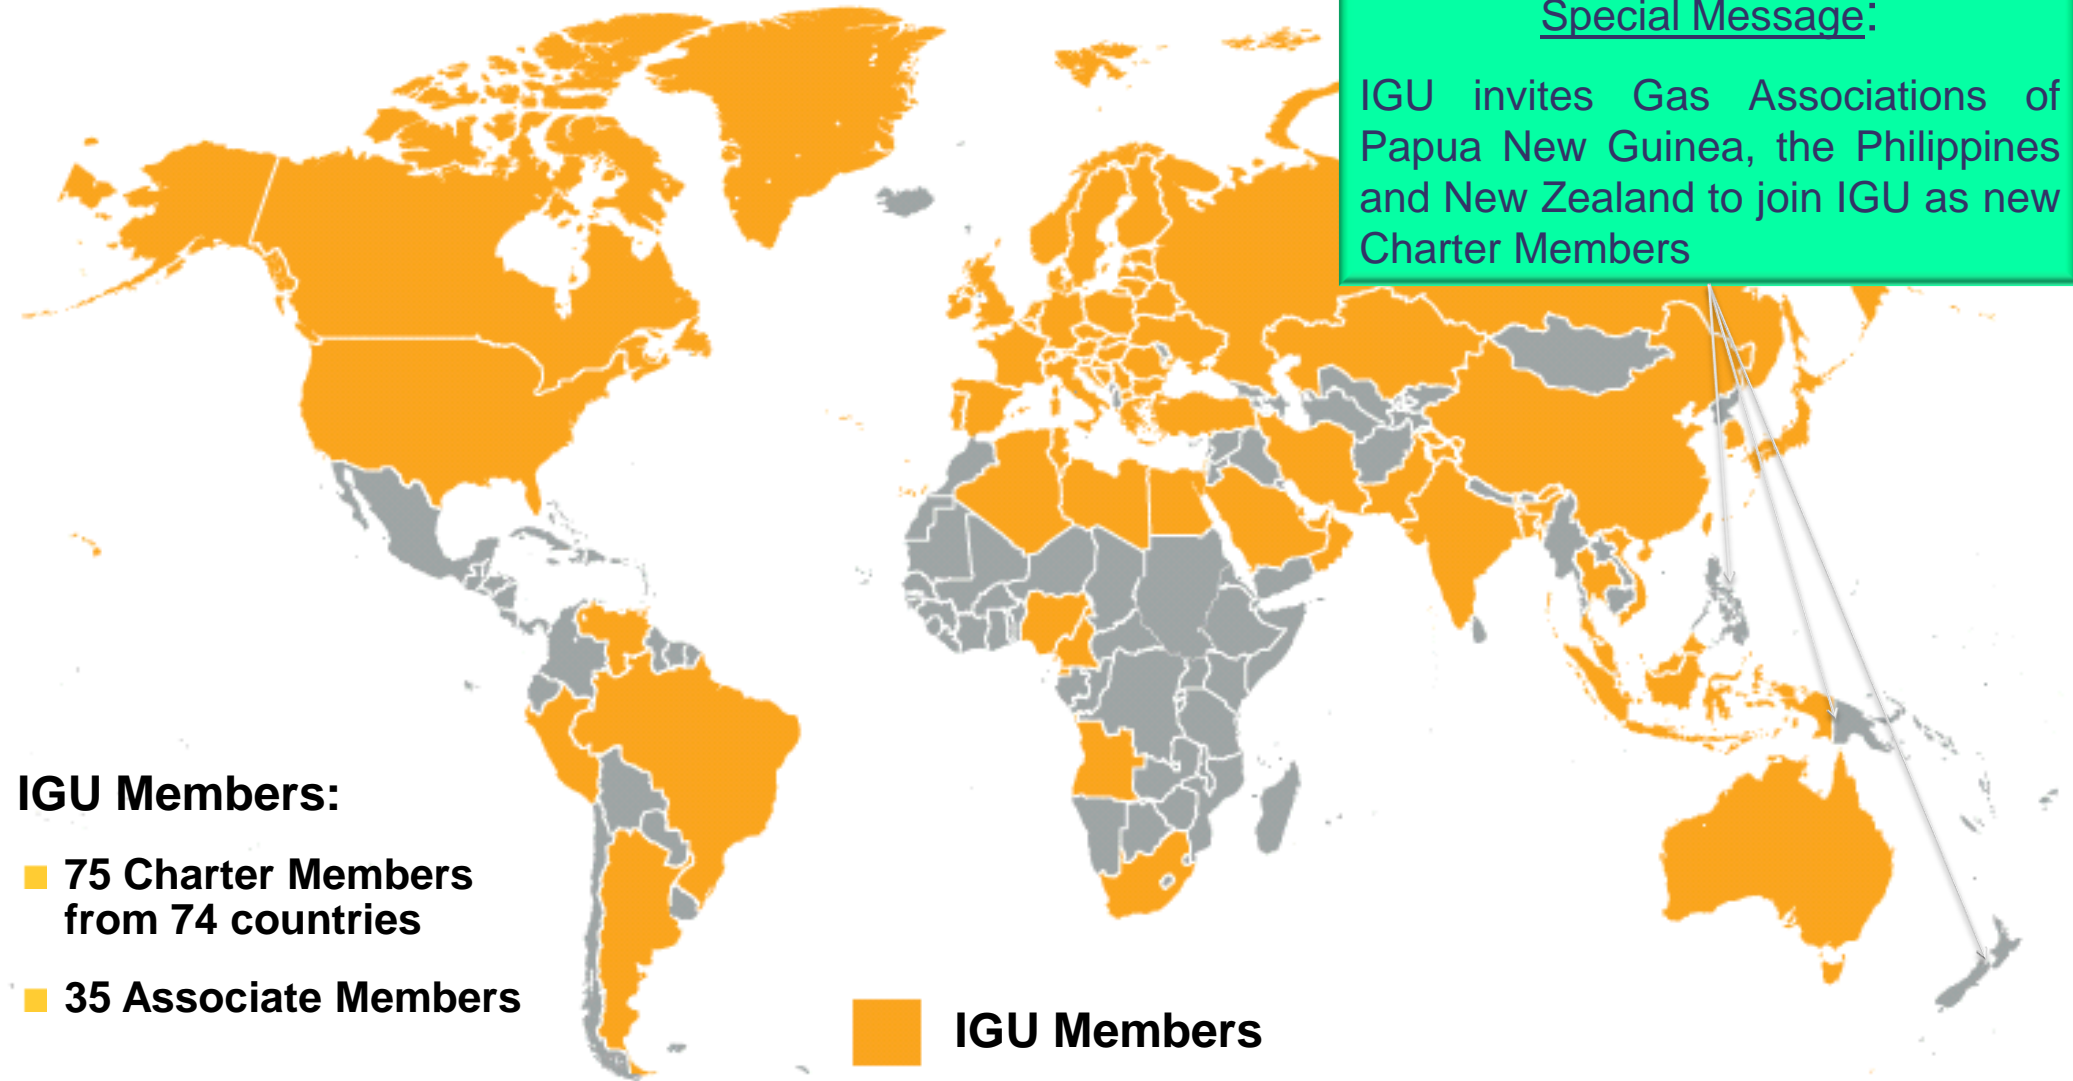 Special Message:
IGU invites Gas Associations of
Papua New Guinea, the Philippines
and New Zealand to join IGU as new
Charter Members
IGU Members:
75 Charter Members
from 74 countries
35 Associate Members
IGU Members